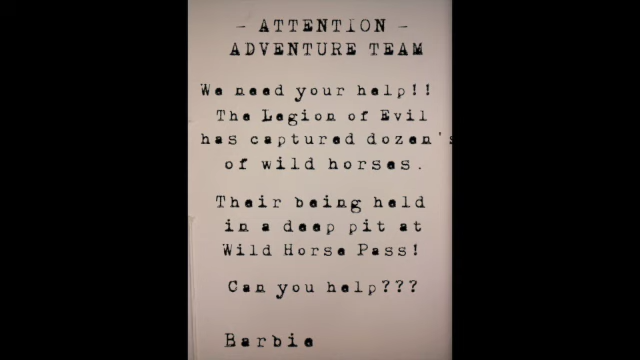 – ATTENTION –
ADVENTURE TEAM
We need your help!!
The Legion of Evil
has captured dozen's
of wild horses.
Their being held
in a deep pit at
Wild Horse Pass!
Can you help???
Barbie